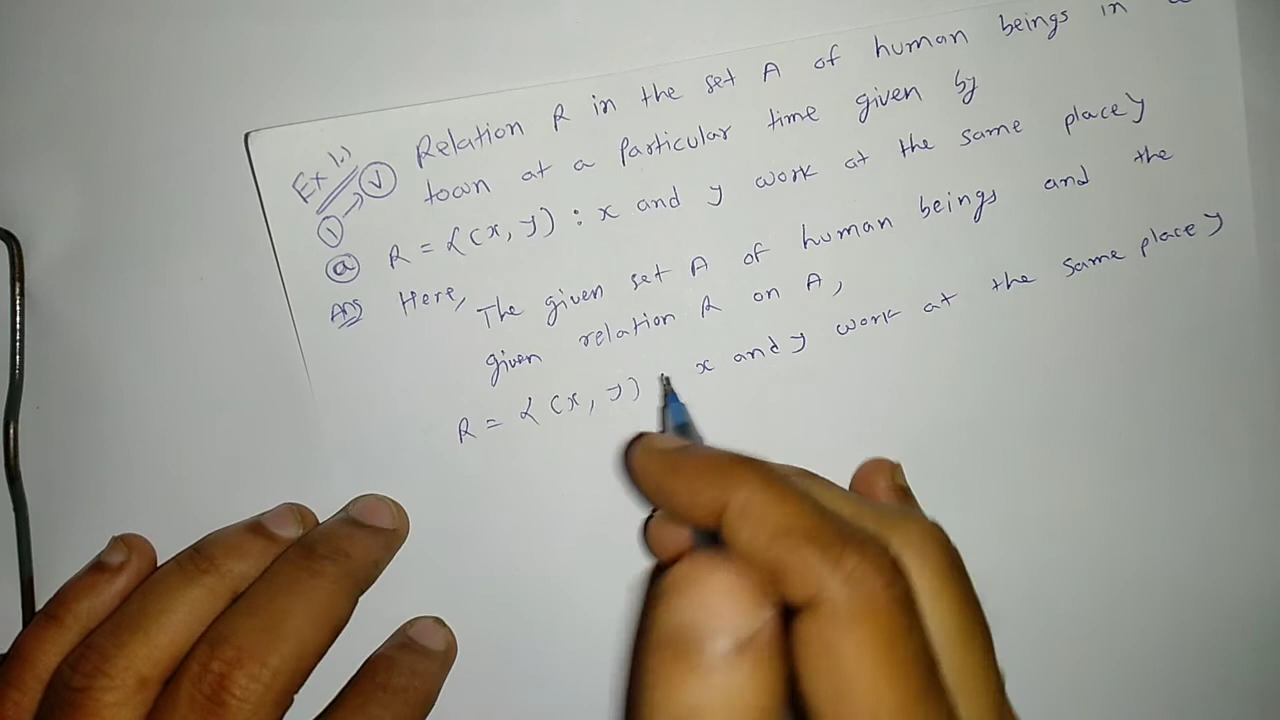 Ex 1.1
1 → v Relation R in the set A of human beings in a
town at a particular time given by
a R = {(x, y) : x and y work at the same place}
Ans Here,
The given set A of human beings and the
given relation R on A,
R = {(x, y) : x and y work at the same place}